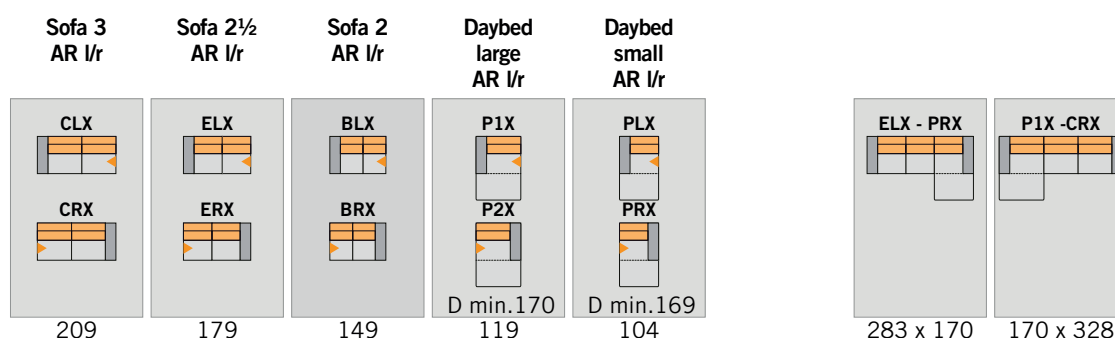 Sofa 3 Sofa 2½ Sofa 2 Daybed Daybed
AR l/r AR l/r AR l/r large small
AR l/r AR l/r
CLX ELX BLX P1X PLX ELX - PRX P1X -CRX
CRX ERX BRX P2X PRX
D min.170 D min.169
209 179 149 119 104 283 x 170 170 x 328